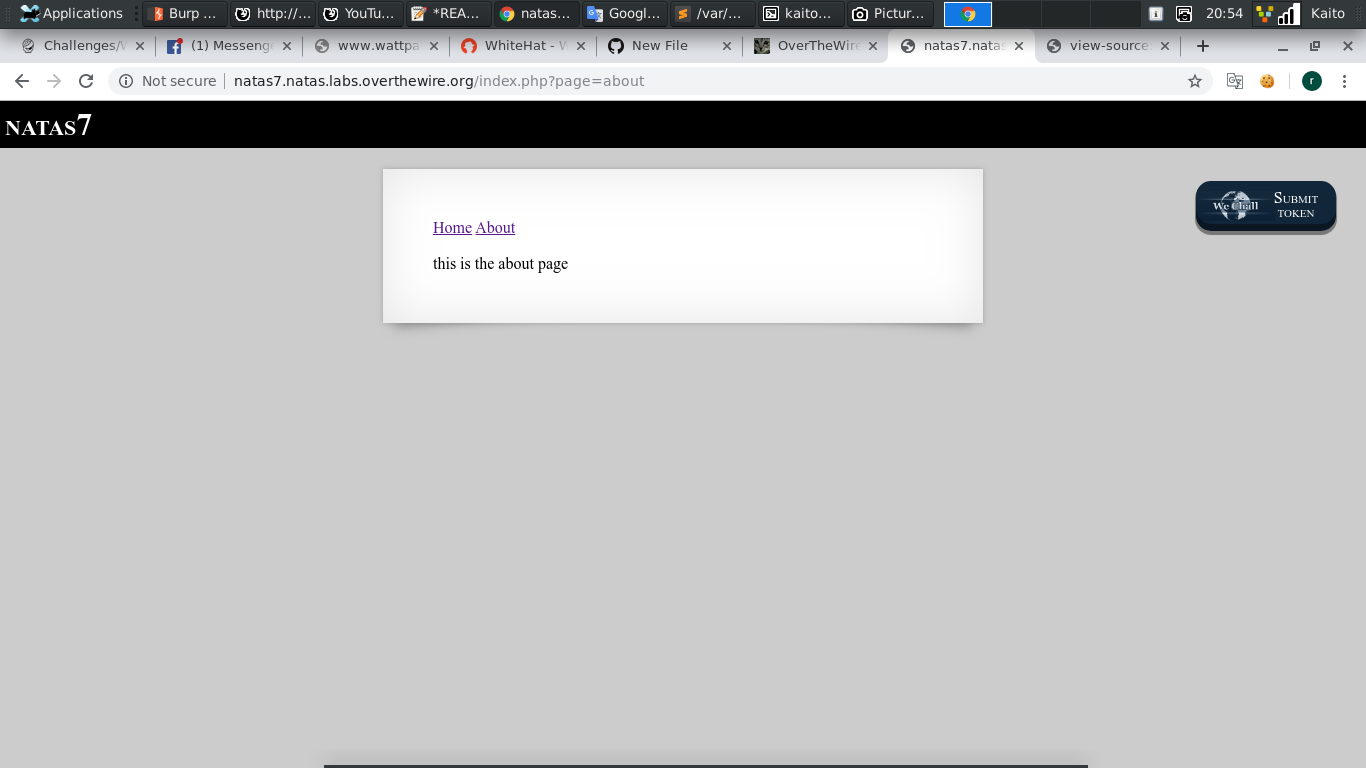 Applications Burp ... http://... YouTu... *REA... natas... Googl... /var/... kaito... Pictur... 20:54 Kaito
Challenges/W (1) Messenge www.wattpa WhiteHat - W New File OverTheWire natas7.natas view-source
Not secure natas7.natas.labs.overthewire.org/index.php?page=about r
NATAS7
We Chall SUBMIT TOKEN
Home About
this is the about page